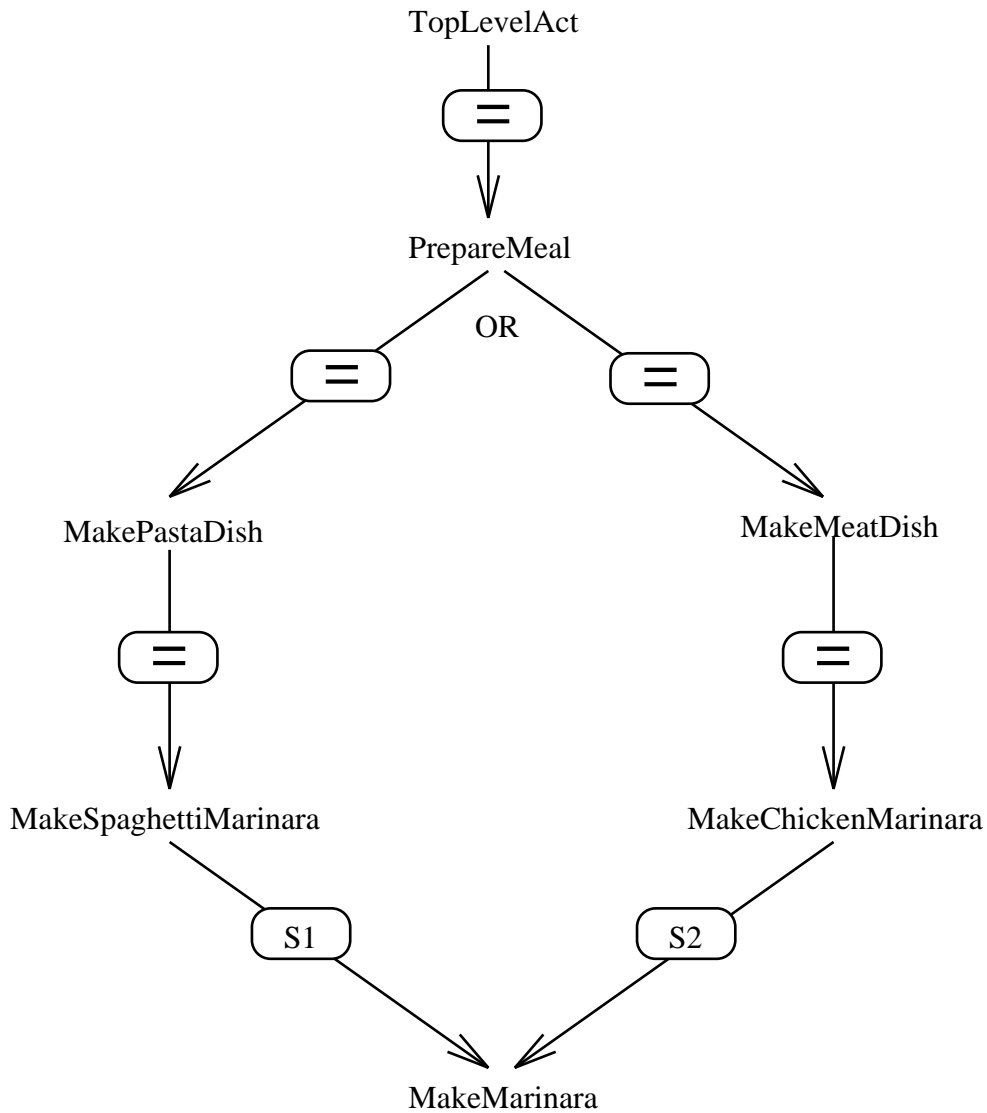 TopLevelAct
=
PrepareMeal
OR
=
=
MakePastaDish
MakeMeatDish
=
=
MakeSpaghettiMarinara
MakeChickenMarinara
S1
S2
MakeMarinara